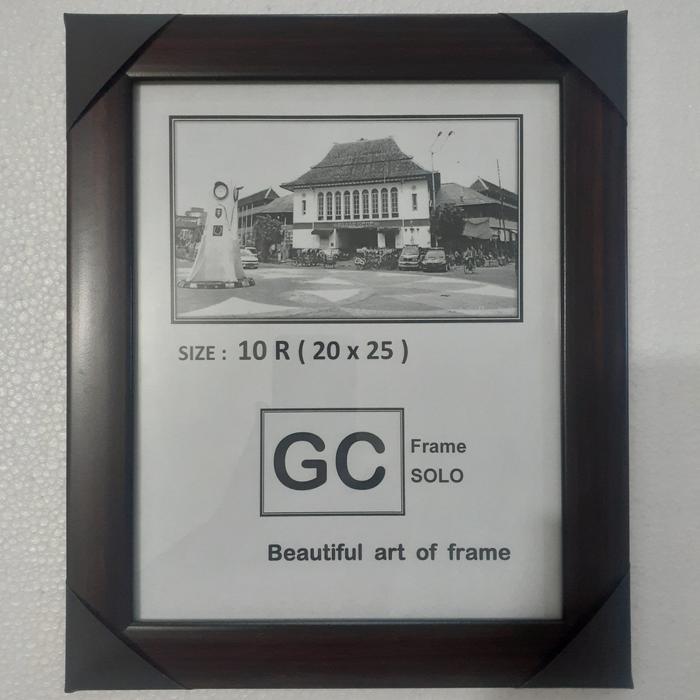 SIZE : 10 R ( 20 x 25 )
GC
Frame
SOLO
Beautiful art of frame